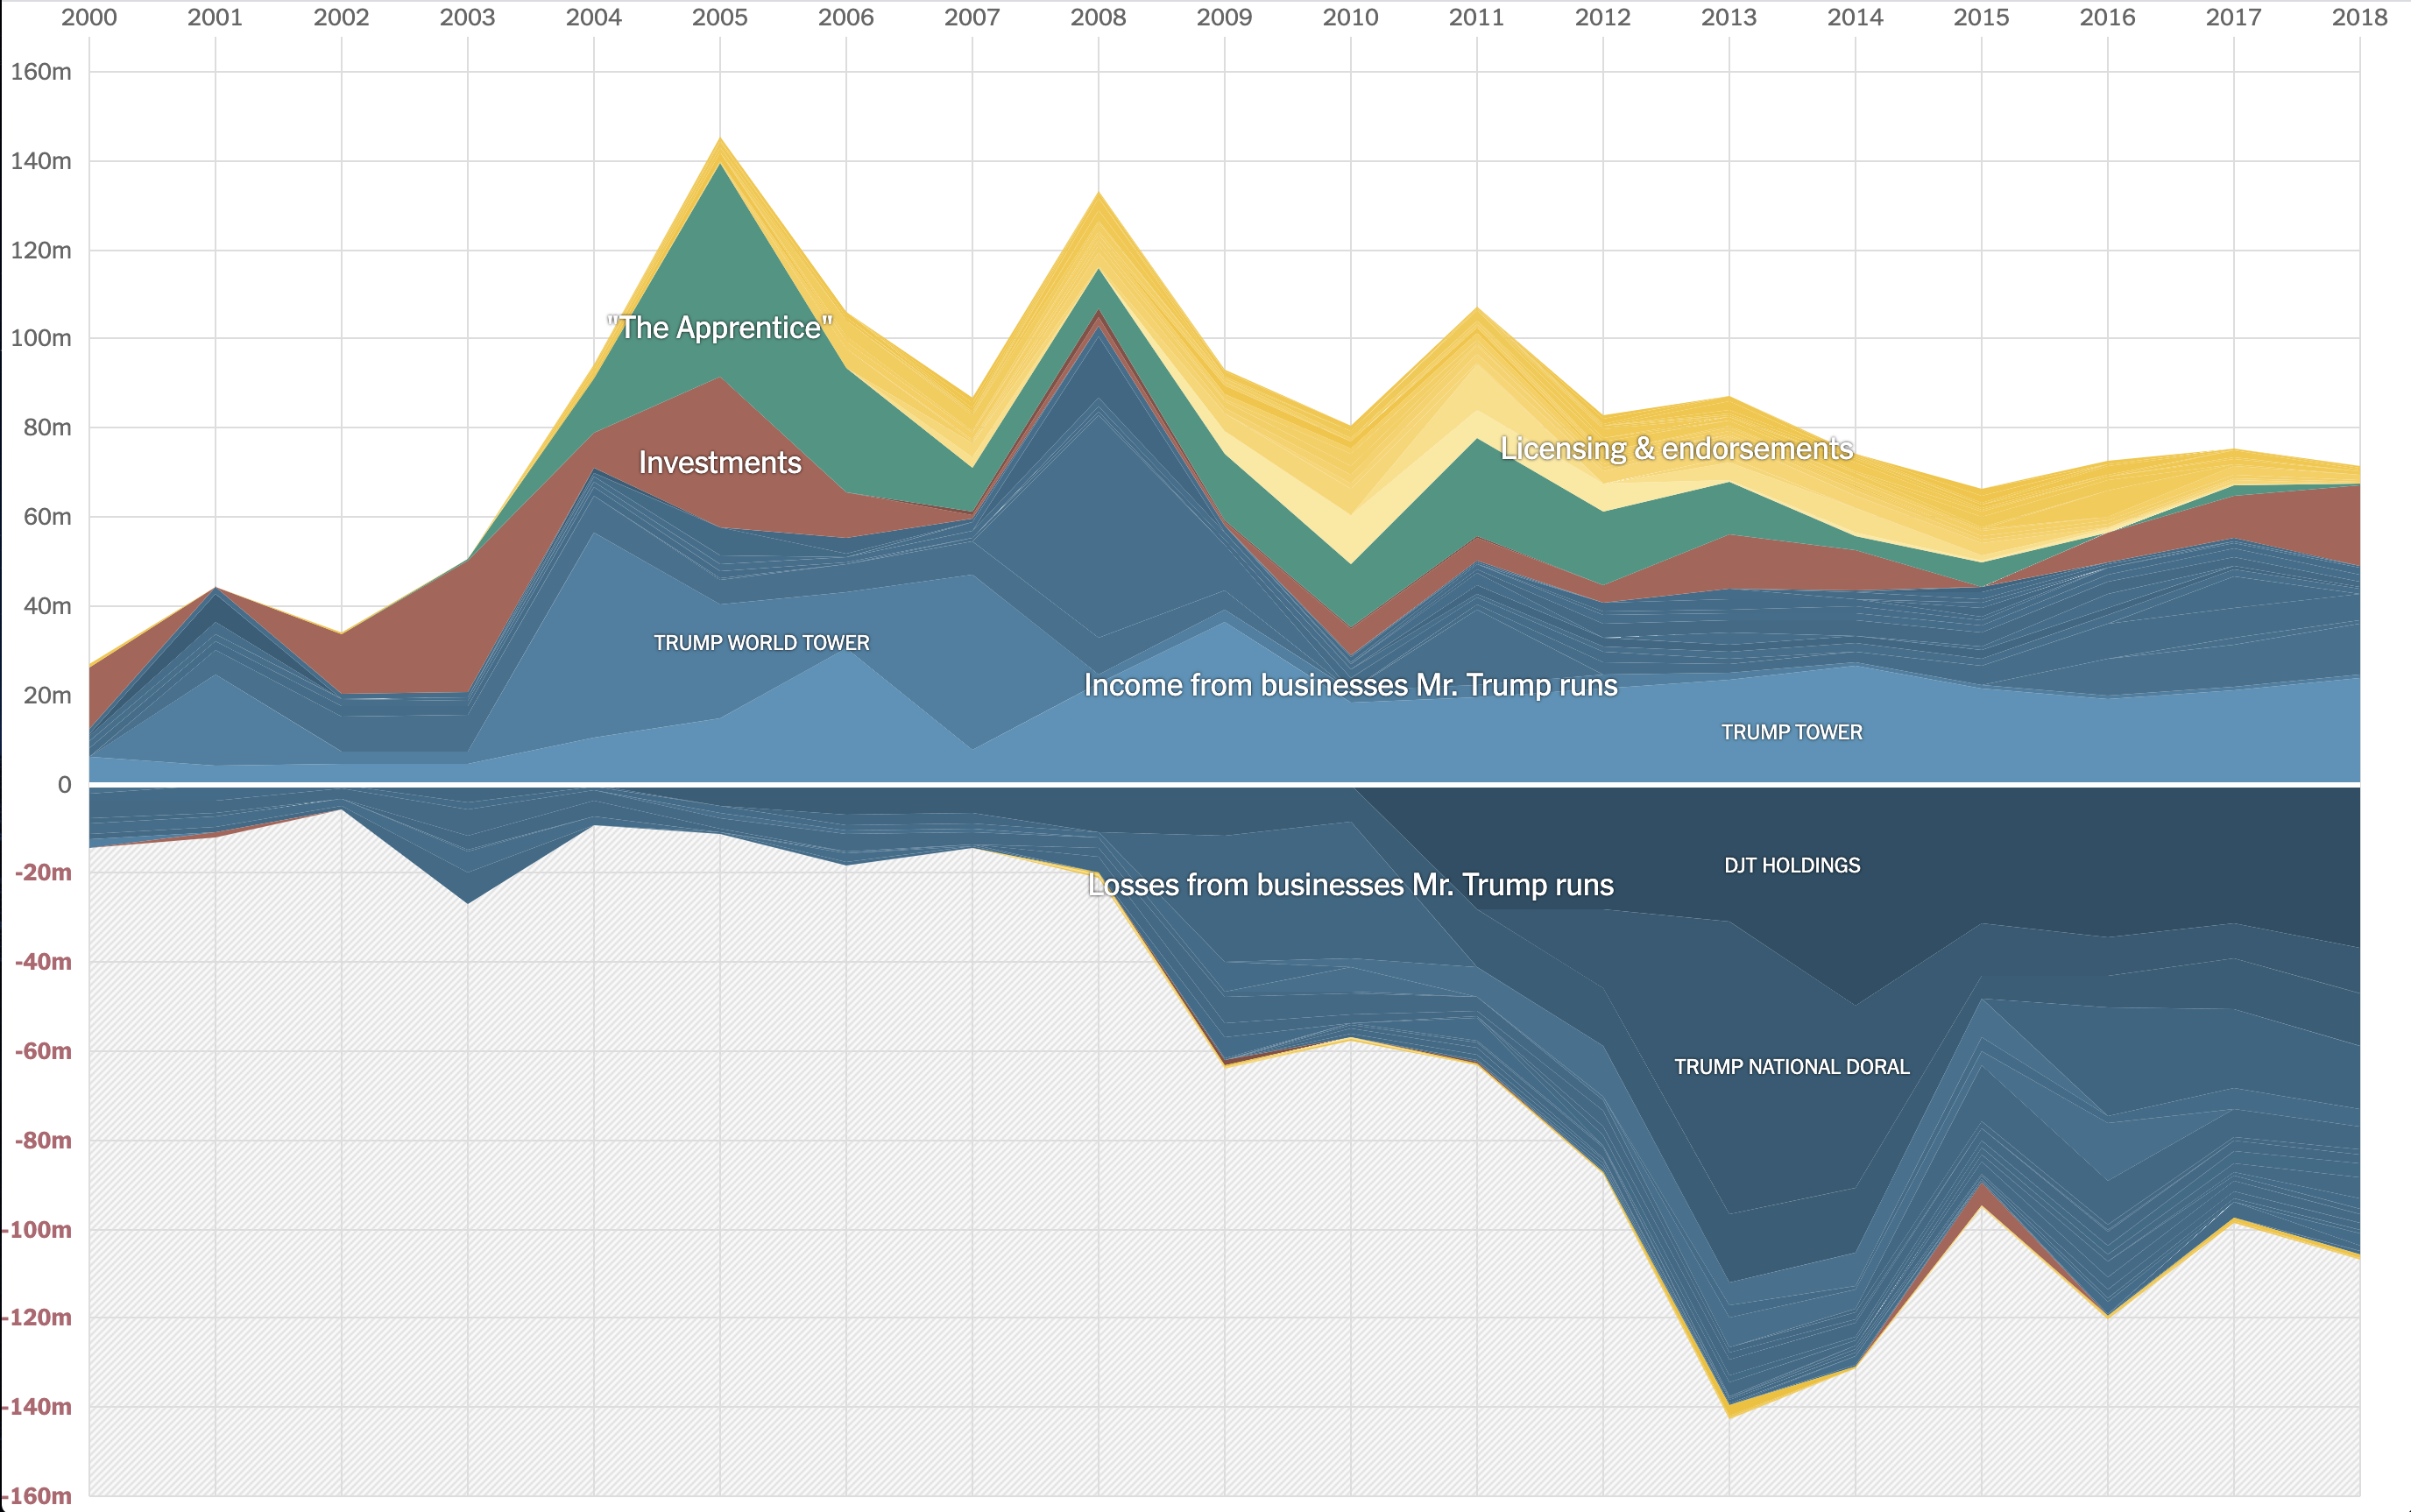 2000 2001 2002 2003 2004 2005 2006 2007 2008 2009 2010 2011 2012 2013 2014 2015 2016 2017 2018
160m
140m
120m
100m
"The Apprentice"
80m
Licensing & endorsements
Investments
60m
40m
TRUMP WORLD TOWER
20m
Income from businesses Mr. Trump runs
TRUMP TOWER
0
DJT HOLDINGS
-20m
Losses from businesses Mr. Trump runs
-40m
-60m
TRUMP NATIONAL DORAL
-80m
-100m
-120m
-140m
-160m